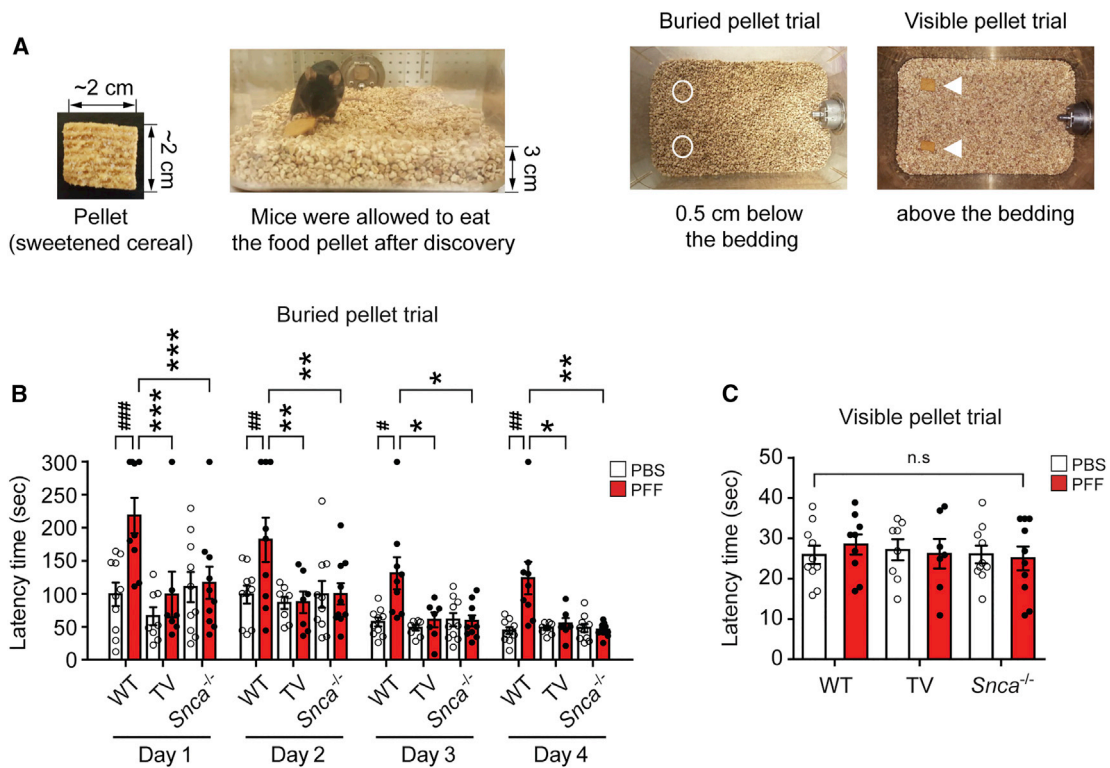 A
~2 cm
~2 cm
Pellet
(sweetened cereal)
3 cm
Mice were allowed to eat
the food pellet after discovery
Buried pellet trial
0.5 cm below
the bedding
Visible pellet trial
above the bedding
B
Buried pellet trial
Latency time (sec)
300
250
200
150
100
50
0
###
***
***
##
**
**
#
*
*
##
*
**
PBS
PFF
WT
TV
Snca-/-
WT
TV
Snca-/-
WT
TV
Snca-/-
WT
TV
Snca-/-
Day 1
Day 2
Day 3
Day 4
C
Visible pellet trial
Latency time (sec)
50
40
30
20
10
0
n.s
PBS
PFF
WT
TV
Snca-/-